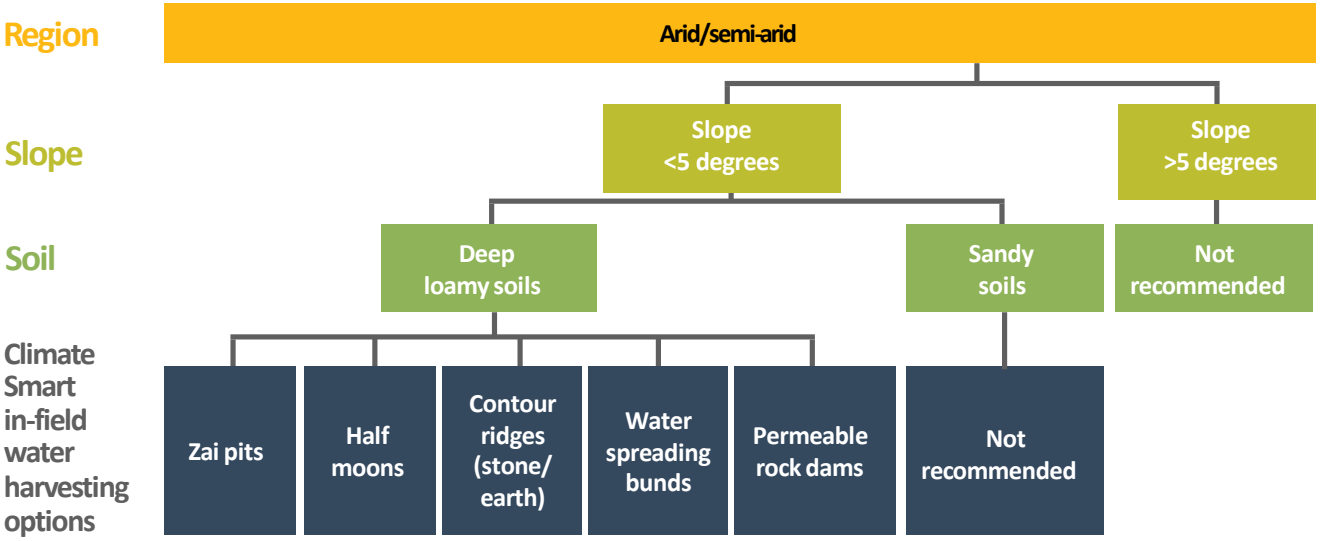 Region
Arid/semi-arid
Slope
Slope
<5 degrees
Slope
>5 degrees
Soil
Deep
loamy soils
Sandy
soils
Not
recommended
Climate
Smart
in-field
water
harvesting
options
Zai pits
Half
moons
Contour
ridges
(stone/
earth)
Water
spreading
bunds
Permeable
rock dams
Not
recommended